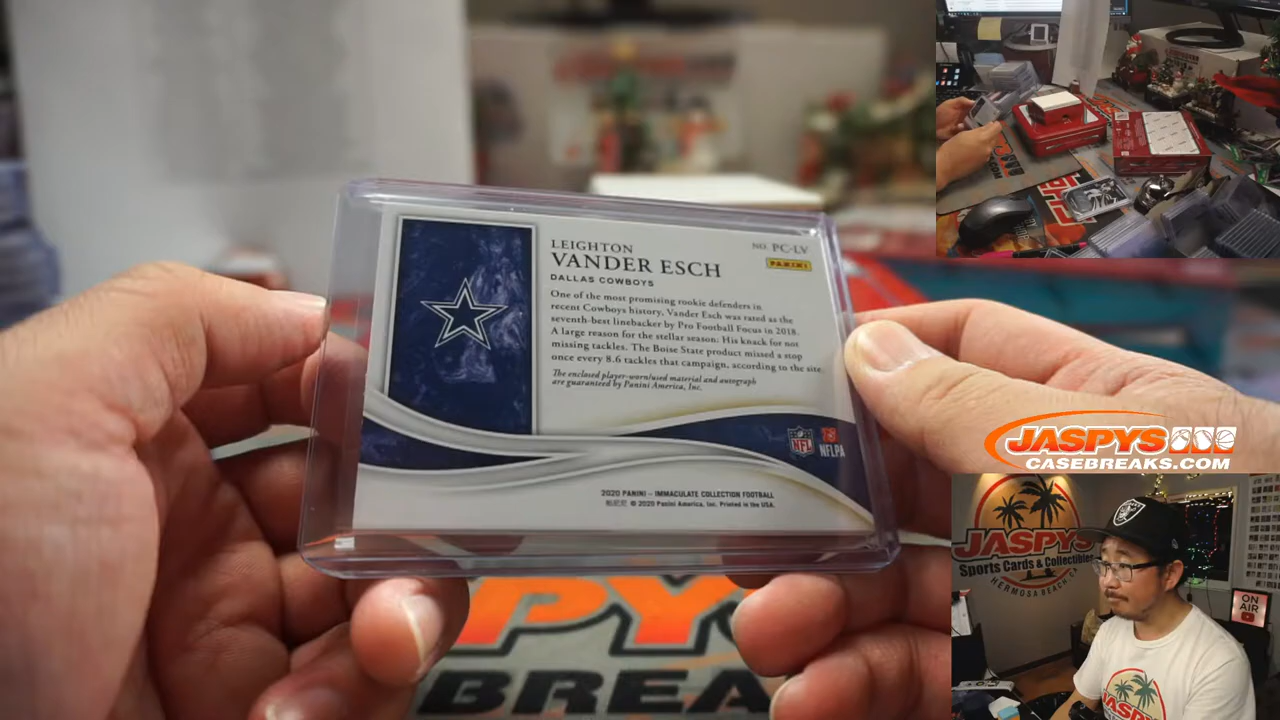 LEIGHTON
VANDER ESCH
DALLAS COWBOYS
NO. PC-LV
PANINI
One of the most promising rookie defenders in
recent Cowboys history, Vander Esch was rated as the
seventh-best linebacker by Pro Football Focus in 2018.
A large reason for the stellar season: His knack for not
missing tackles. The Boise State product missed a stop
once every 8.6 tackles that campaign, according to the site.
The enclosed player-worn/used material and autograph
are guaranteed by Panini America, Inc.
NFL
NFLPA
2020 PANINI – IMMACULATE COLLECTION FOOTBALL
© 2020 Panini America, Inc. Printed in the USA.
PY
BREA
JASPYS
CASEBREAKS.COM
JASPYS
Sports Cards & Collectibles
HERMOSA BEACH, CA
ON
AIR
JASPYS